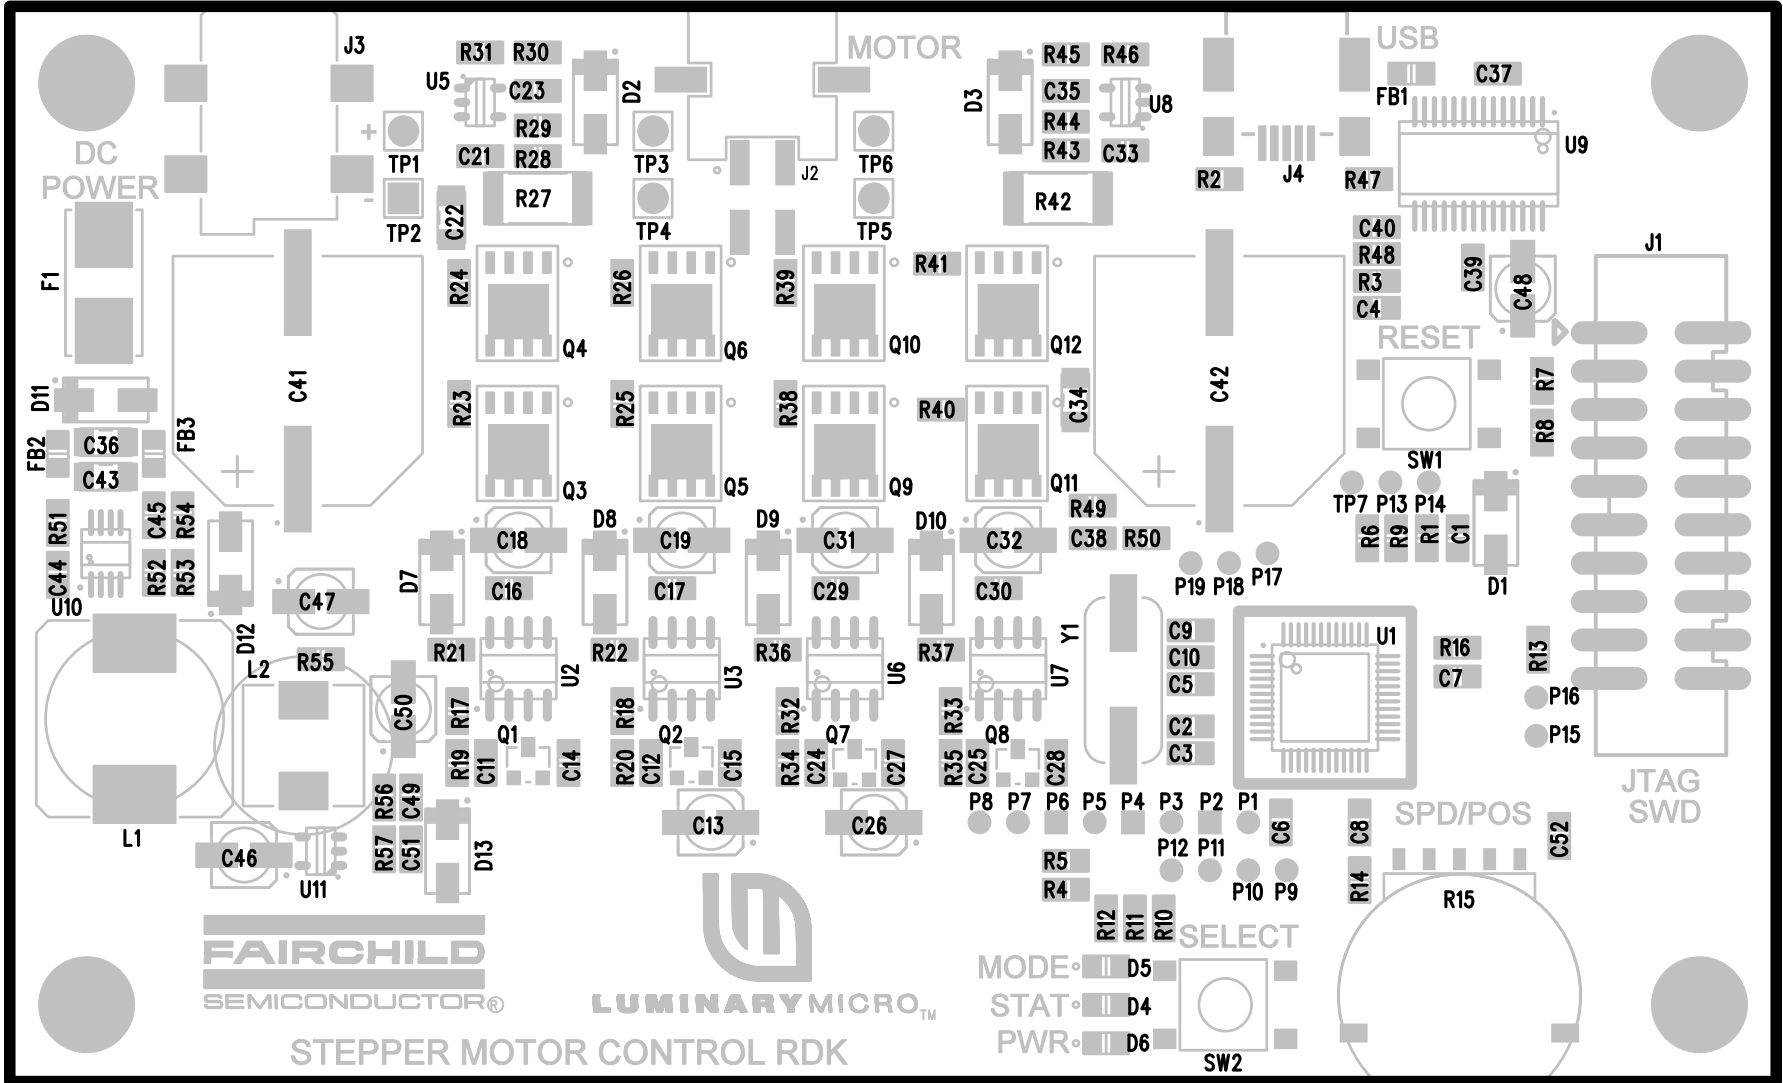 MOTOR
USB
J3
R31 R30
R45 R46
C37
U5
D2
D3
FB1
C23
C35
U8
+
R29
R44
U9
TP1
TP3
TP6
DC
POWER
C21 R28
R43 C33
J2
J4
R2
R47
-
R27
R42
C22
TP2
TP4
TP5
C40
J1
R48
F1
R24
R26
R39
R41
C39
C48
R3
C4
RESET
Q4
Q6
Q10
Q12
C41
C42
R7
D11
R23
R25
R38
R40
C34
R8
FB2
C36
FB3
SW1
C43
+
+
Q3
Q5
Q9
Q11
TP7 P13 P14
R49
R51
C45
R54
D8
D9
D10
C18
C19
C31
C32
C38 R50
R6
R9
R1
C1
C44
R52
R53
D7
P19 P18 P17
D1
C47
C16
C17
C29
C30
U10
D12
Y1
C9
U1
R55
R21
R22
R36
R37
C10
R16
R13
L2
U2
U3
U6
U7
C5
C7
P16
C50
R17
R18
R32
R33
C2
P15
Q1
Q2
Q7
Q8
C3
R19
C11
C14
R20
C12
C15
R34
C24
C27
R35
C25
C28
JTAG
SWD
R56
C49
P8 P7 P6 P5 P4 P3 P2 P1
SPD/POS
L1
C13
C26
C6
C8
C52
C46
R57
C51
D13
P12 P11
R5
U11
R4
P10 P9
R14
R15
R12
R11
R10
SELECT
FAIRCHILD
SEMICONDUCTOR®
LUMINARY MICRO™
MODE D5
STAT D4
PWR D6
SW2
STEPPER MOTOR CONTROL RDK